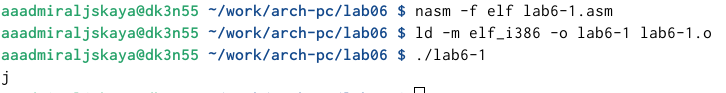 aaadmiraljskaya@dk3n55 ~/work/arch-pc/lab06 $ nasm -f elf lab6-1.asm
aaadmiraljskaya@dk3n55 ~/work/arch-pc/lab06 $ ld -m elf_i386 -o lab6-1 lab6-1.o
aaadmiraljskaya@dk3n55 ~/work/arch-pc/lab06 $ ./lab6-1
j
aaadmiraljskaya@dk3n55 ~/work/arch-pc/lab06 $